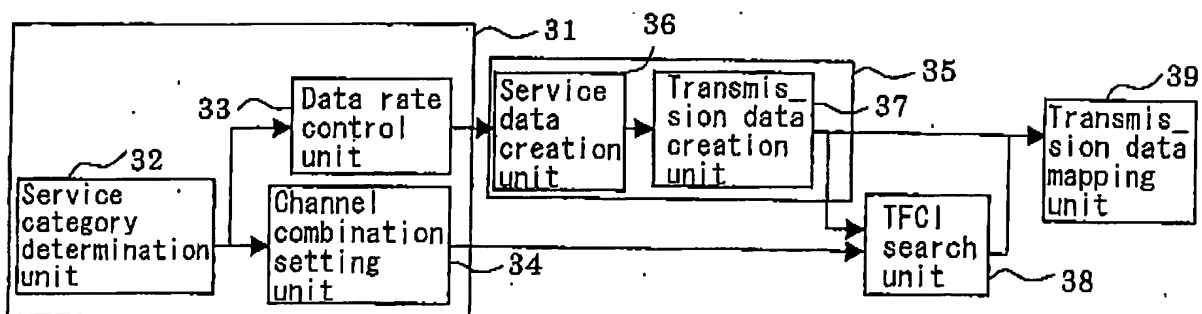 31
36
35
39
33
Data rate
control
unit
Service
data
creation
unit
Transmis_
sion data
creation
unit
37
Transmis_
sion data
mapping
unit
32
Service
category
determination
unit
Channel
combination
setting
unit
34
TFCI
search
unit
38